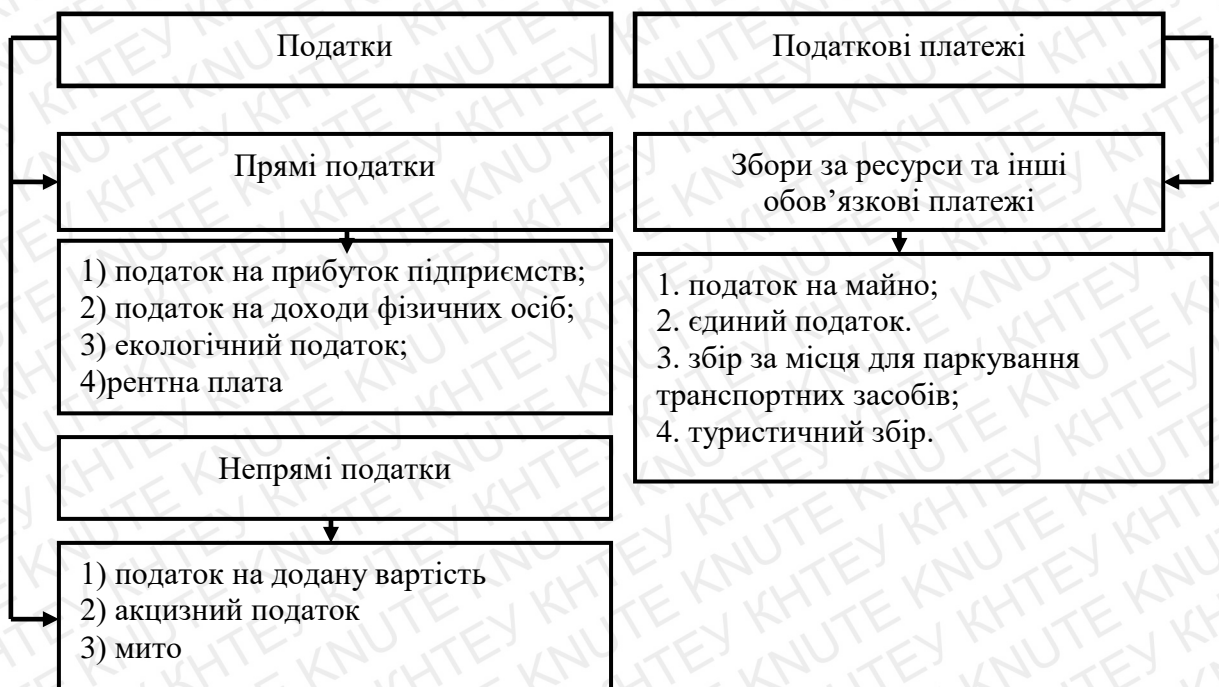 Податки
Податкові платежі
Прямі податки
Збори за ресурси та інші
обов’язкові платежі
1) податок на прибуток підприємств;
2) податок на доходи фізичних осіб;
3) екологічний податок;
4)рентна плата
1. податок на майно;
2. єдиний податок.
3. збір за місця для паркування
транспортних засобів;
4. туристичний збір.
Непрямі податки
1) податок на додану вартість
2) акцизний податок
3) мито